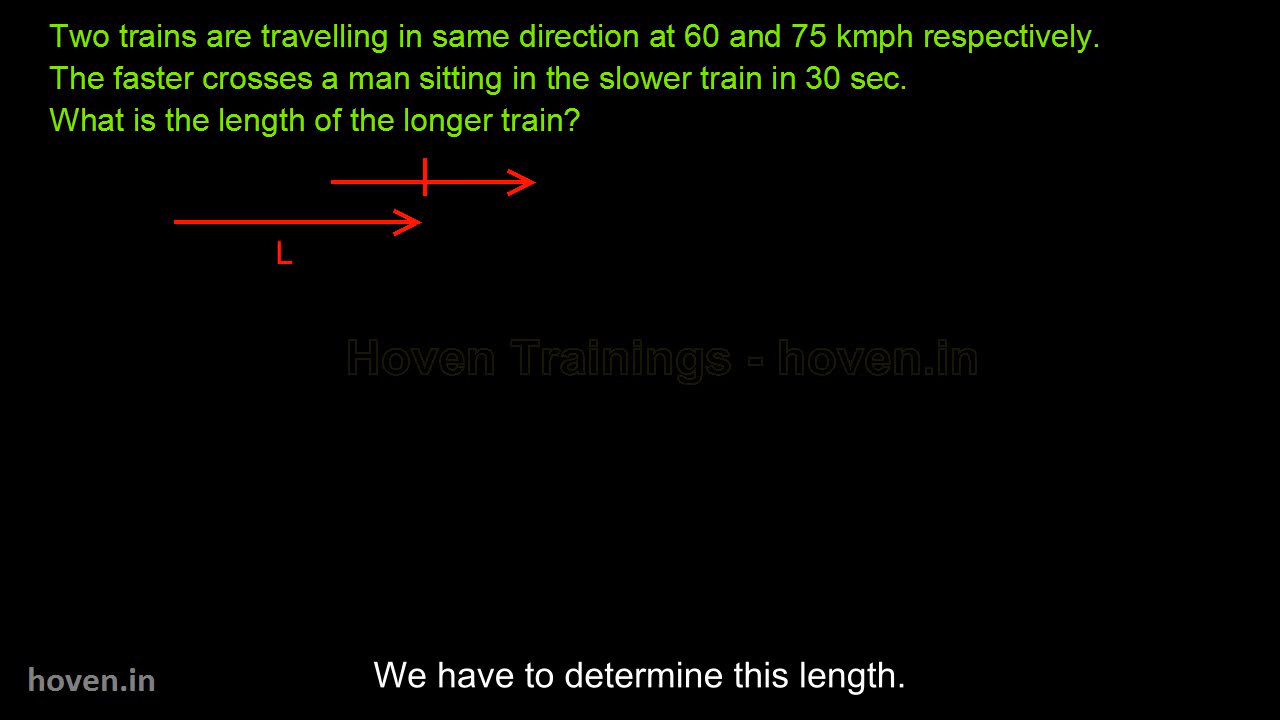 Two trains are travelling in same direction at 60 and 75 kmph respectively.
The faster crosses a man sitting in the slower train in 30 sec.
What is the length of the longer train?
L
Hoven Trainings - hoven.in
We have to determine this length.
hoven.in